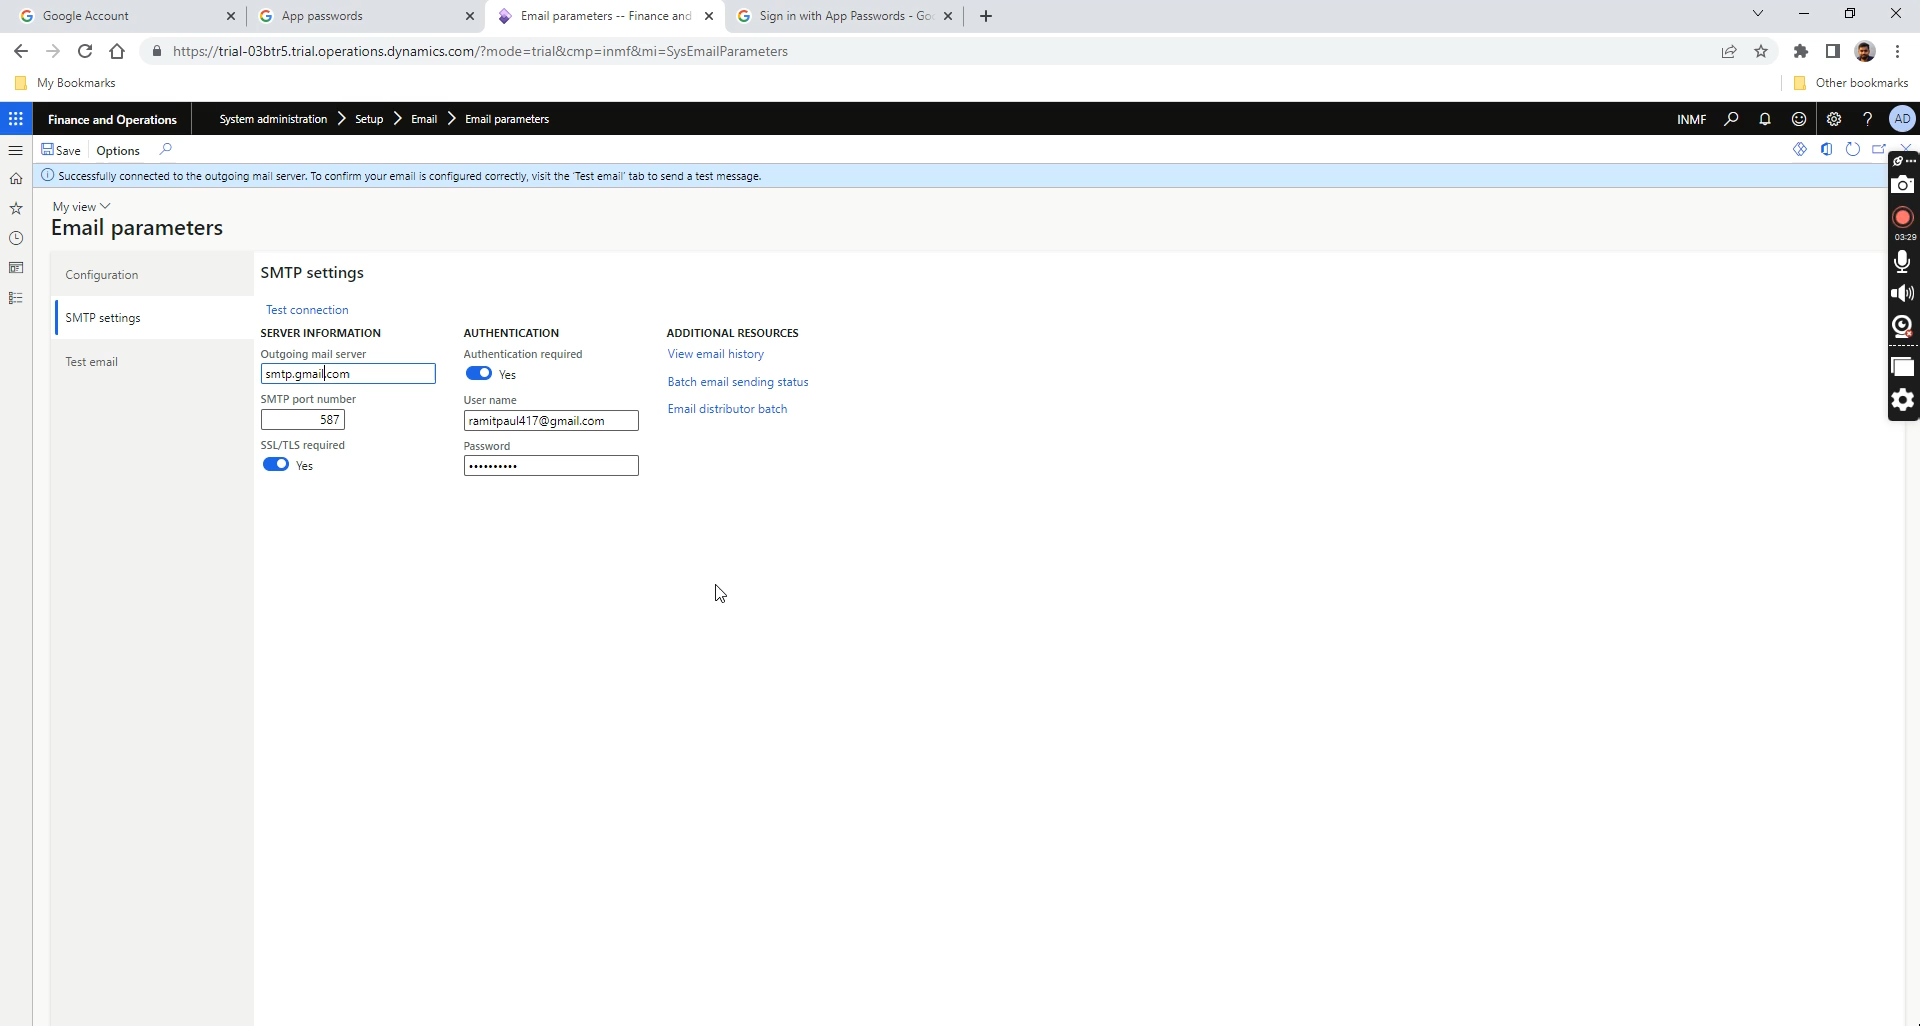 Google Account
App passwords
Email parameters -- Finance and
Sign in with App Passwords - Goo
https://trial-03btr5.trial.operations.dynamics.com/?mode=trial&cmp=inmf&mi=SysEmailParameters
My Bookmarks
Other bookmarks
Finance and Operations
System administration > Setup > Email > Email parameters
INMF
AD
Save
Options
Successfully connected to the outgoing mail server. To confirm your email is configured correctly, visit the 'Test email' tab to send a test message.
My view
Email parameters
03:29
Configuration
SMTP settings
Test email
SMTP settings
Test connection
SERVER INFORMATION
Outgoing mail server
smtp.gmail.com
SMTP port number
587
SSL/TLS required
Yes
AUTHENTICATION
Authentication required
Yes
User name
ramitpaul417@gmail.com
Password
••••••••••
ADDITIONAL RESOURCES
View email history
Batch email sending status
Email distributor batch